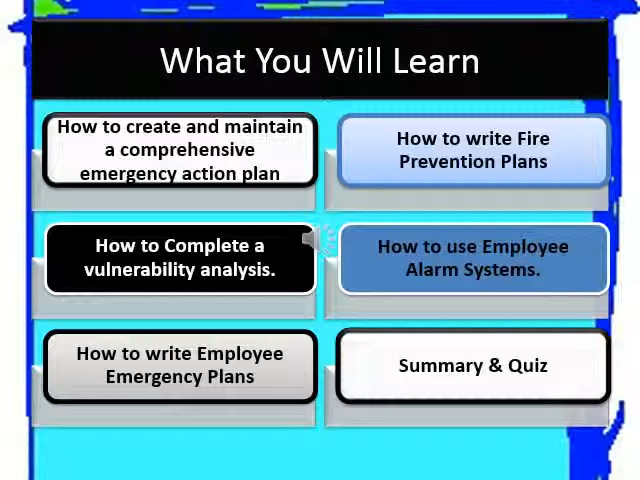 What You Will Learn
How to create and maintain
a comprehensive
emergency action plan
How to write Fire
Prevention Plans
How to Complete a
vulnerability analysis.
How to use Employee
Alarm Systems.
How to write Employee
Emergency Plans
Summary & Quiz